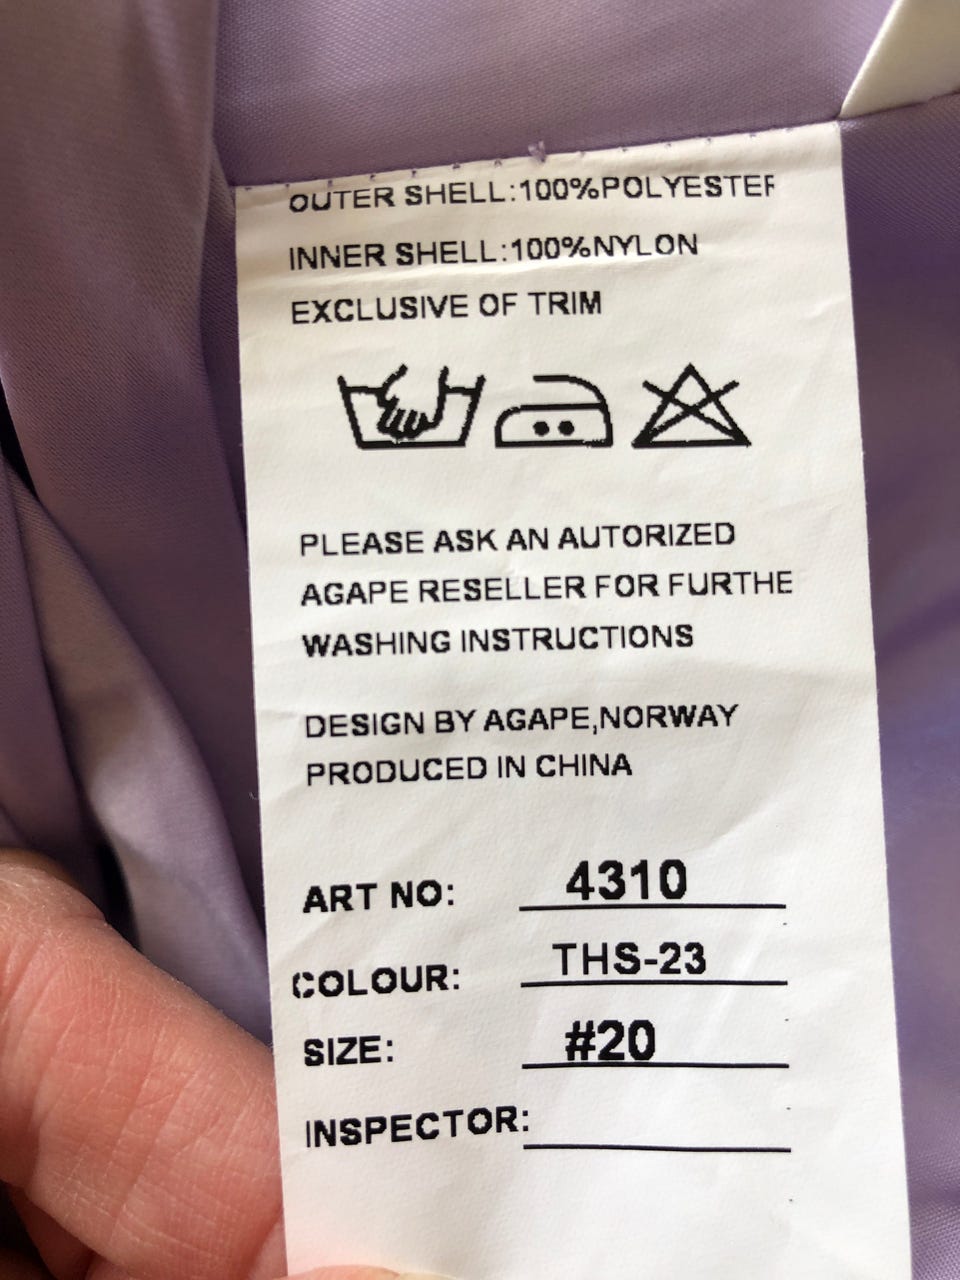 OUTER SHELL:100%POLYESTER
INNER SHELL:100%NYLON
EXCLUSIVE OF TRIM
PLEASE ASK AN AUTORIZED
AGAPE RESELLER FOR FURTHE
WASHING INSTRUCTIONS
DESIGN BY AGAPE,NORWAY
PRODUCED IN CHINA
ART NO: 4310
COLOUR: THS-23
SIZE: #20
INSPECTOR: